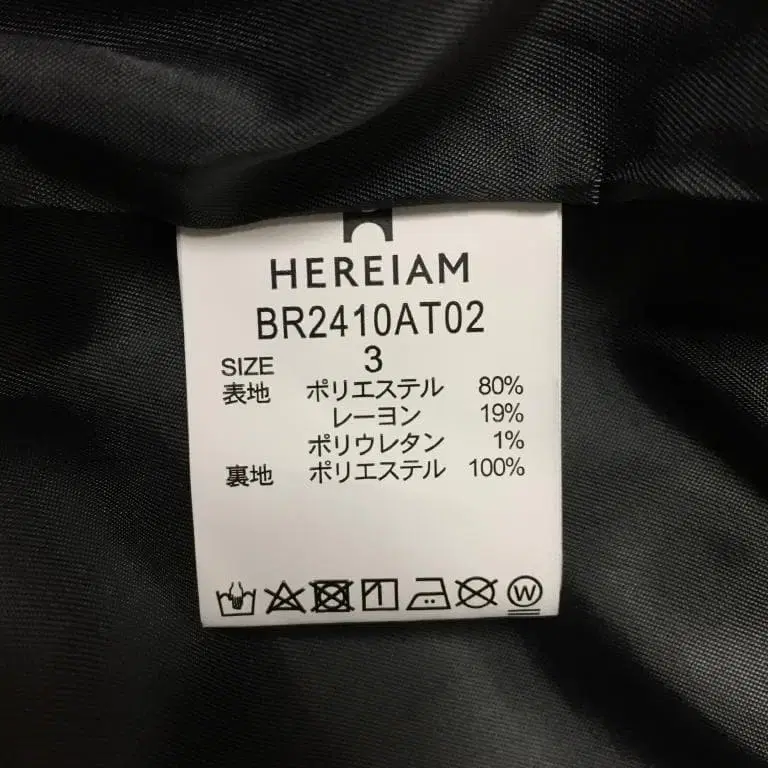 HEREIAM
BR2410AT02
SIZE 3
表地 ポリエステル 80%
レーヨン 19%
ポリウレタン 1%
裏地 ポリエステル 100%
W